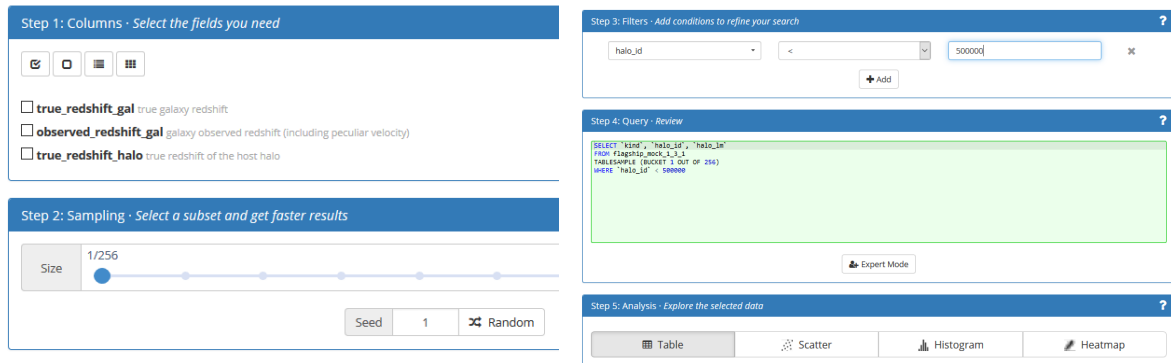 Step 1: Columns · Select the fields you need
true_redshift_gal true galaxy redshift
observed_redshift_gal galaxy observed redshift (including peculiar velocity)
true_redshift_halo true redshift of the host halo
Step 2: Sampling · Select a subset and get faster results
Size
1/256
Seed 1 Random
Step 3: Filters · Add conditions to refine your search ?
halo_id < 500000
Add
Step 4: Query · Review ?
SELECT `kind`, `halo_id`, `halo_lm`
FROM flagship_mock_1_3_1
TABLESAMPLE (BUCKET 1 OUT OF 256)
WHERE `halo_id` < 500000
Expert Mode
Step 5: Analysis · Explore the selected data ?
Table Scatter Histogram Heatmap